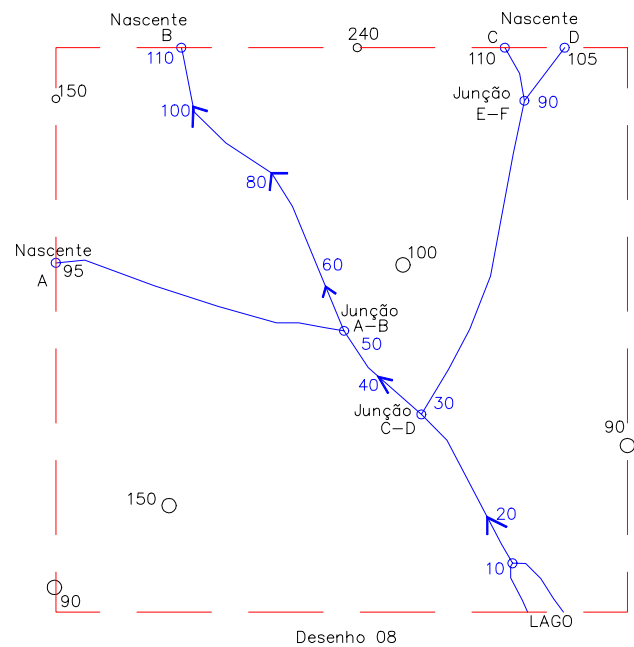 Nascente
B
110
240
Nascente
C
D
110
105
150
100
Junção
E-F
90
80
Nascente
A
95
60
100
Junção
A-B
50
40
Junção
C-D
30
90
150
20
10
90
LAGO
Desenho 08